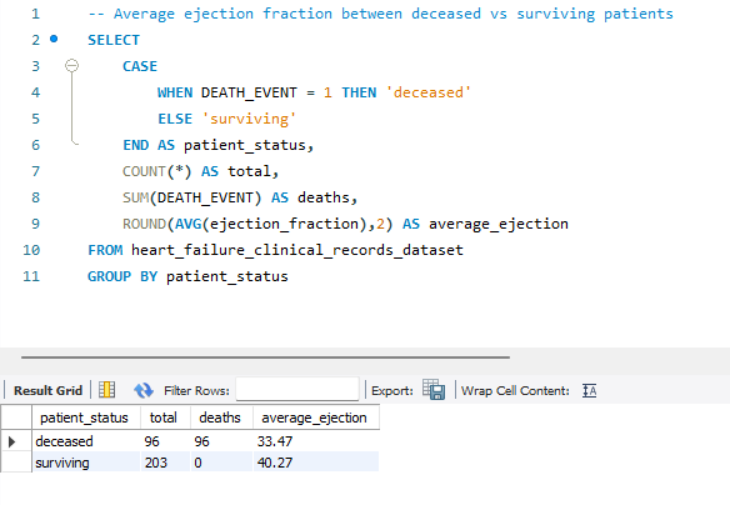 1 -- Average ejection fraction between deceased vs surviving patients
2 SELECT
3 CASE
4 WHEN DEATH_EVENT = 1 THEN 'deceased'
5 ELSE 'surviving'
6 END AS patient_status,
7 COUNT(*) AS total,
8 SUM(DEATH_EVENT) AS deaths,
9 ROUND(AVG(ejection_fraction),2) AS average_ejection
10 FROM heart_failure_clinical_records_dataset
11 GROUP BY patient_status
Result Grid Filter Rows: Export: Wrap Cell Content: IA
patient_status total deaths average_ejection
deceased 96 96 33.47
surviving 203 0 40.27